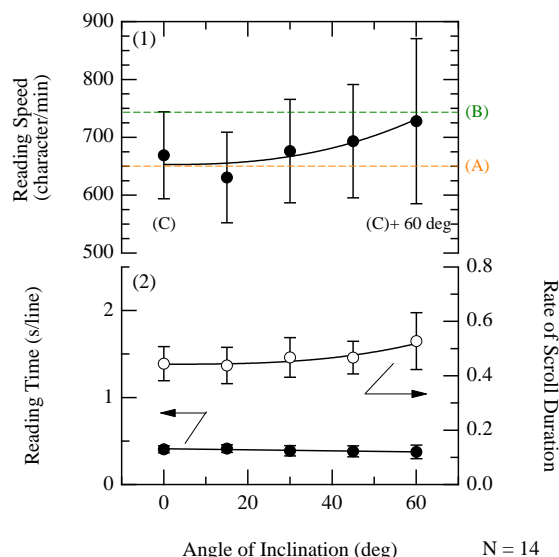 900
(1)
800
(B)
700
(A)
600
(C)
(C)+ 60 deg
500
Reading Speed
(character/min)
(2)
2
1
0
Reading Time (s/line)
0.8
0.6
0.4
0.2
0.0
Rate of
Scroll Duration
0
20
40
60
Angle of Inclination (deg)
N = 14